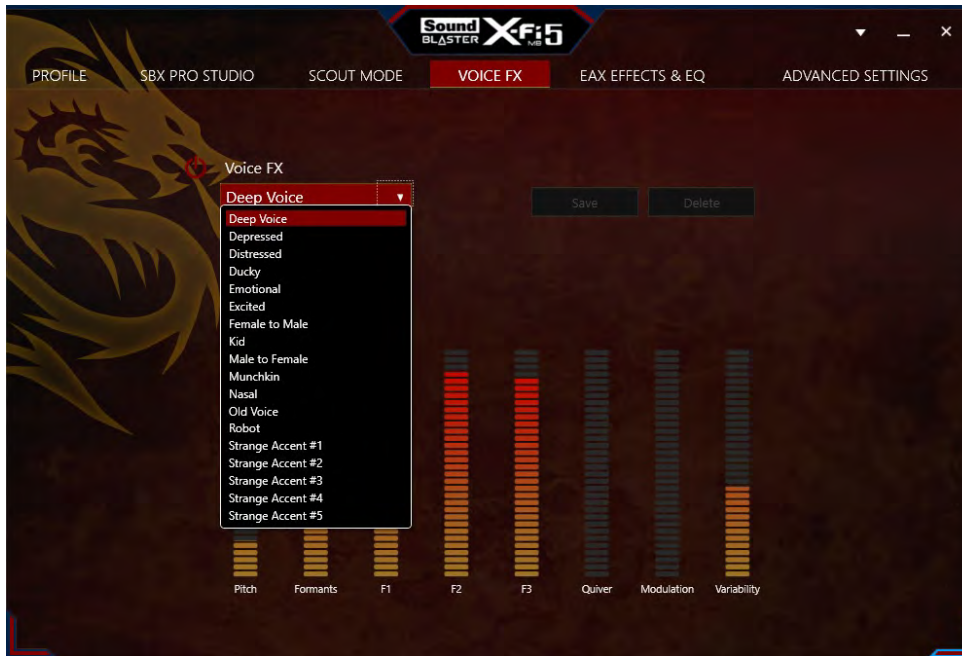 Sound
BLASTER X-Fi 5
MB
PROFILE SBX PRO STUDIO SCOUT MODE VOICE FX EAX EFFECTS & EQ ADVANCED SETTINGS
Voice FX
Deep Voice
Save Delete
Deep Voice
Depressed
Distressed
Ducky
Emotional
Excited
Female to Male
Kid
Male to Female
Munchkin
Nasal
Old Voice
Robot
Strange Accent #1
Strange Accent #2
Strange Accent #3
Strange Accent #4
Strange Accent #5
Pitch Formants F1 F2 F3 Quiver Modulation Variability